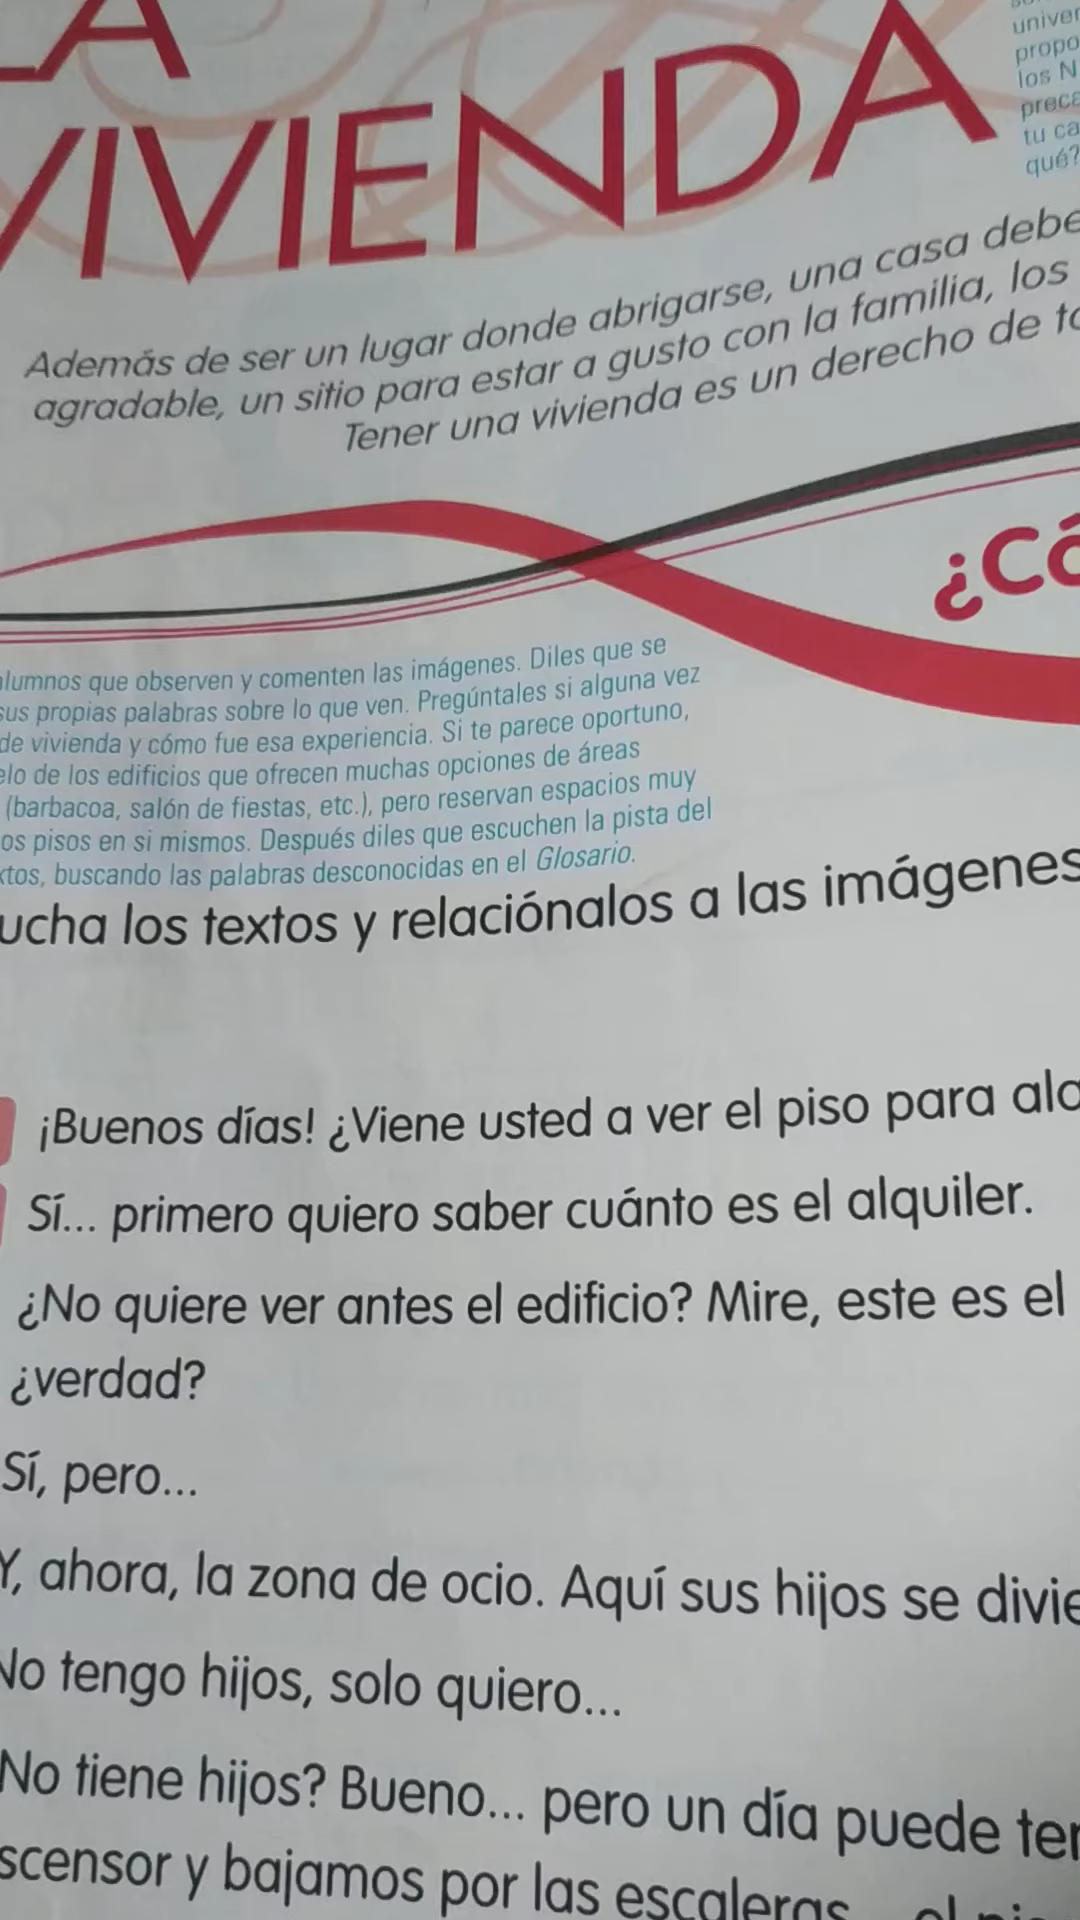 LA
VIVIENDA
univer
propo
los N
preca
tu ca
qué?
Además de ser un lugar donde abrigarse, una casa debe
agradable, un sitio para estar a gusto con la familia, los
Tener una vivienda es un derecho de to
¿Có
alumnos que observen y comenten las imágenes. Diles que se
sus propias palabras sobre lo que ven. Pregúntales si alguna vez
de vivienda y cómo fue esa experiencia. Si te parece oportuno,
elo de los edificios que ofrecen muchas opciones de áreas
(barbacoa, salón de fiestas, etc.), pero reservan espacios muy
os pisos en si mismos. Después diles que escuchen la pista del
xtos, buscando las palabras desconocidas en el Glosario.
ucha los textos y relaciónalos a las imágenes
¡Buenos días! ¿Viene usted a ver el piso para alq
Sí... primero quiero saber cuánto es el alquiler.
¿No quiere ver antes el edificio? Mire, este es el
¿verdad?
Sí, pero...
Y, ahora, la zona de ocio. Aquí sus hijos se divie
No tengo hijos, solo quiero...
No tiene hijos? Bueno... pero un día puede ter
scensor y bajamos por las escaleras